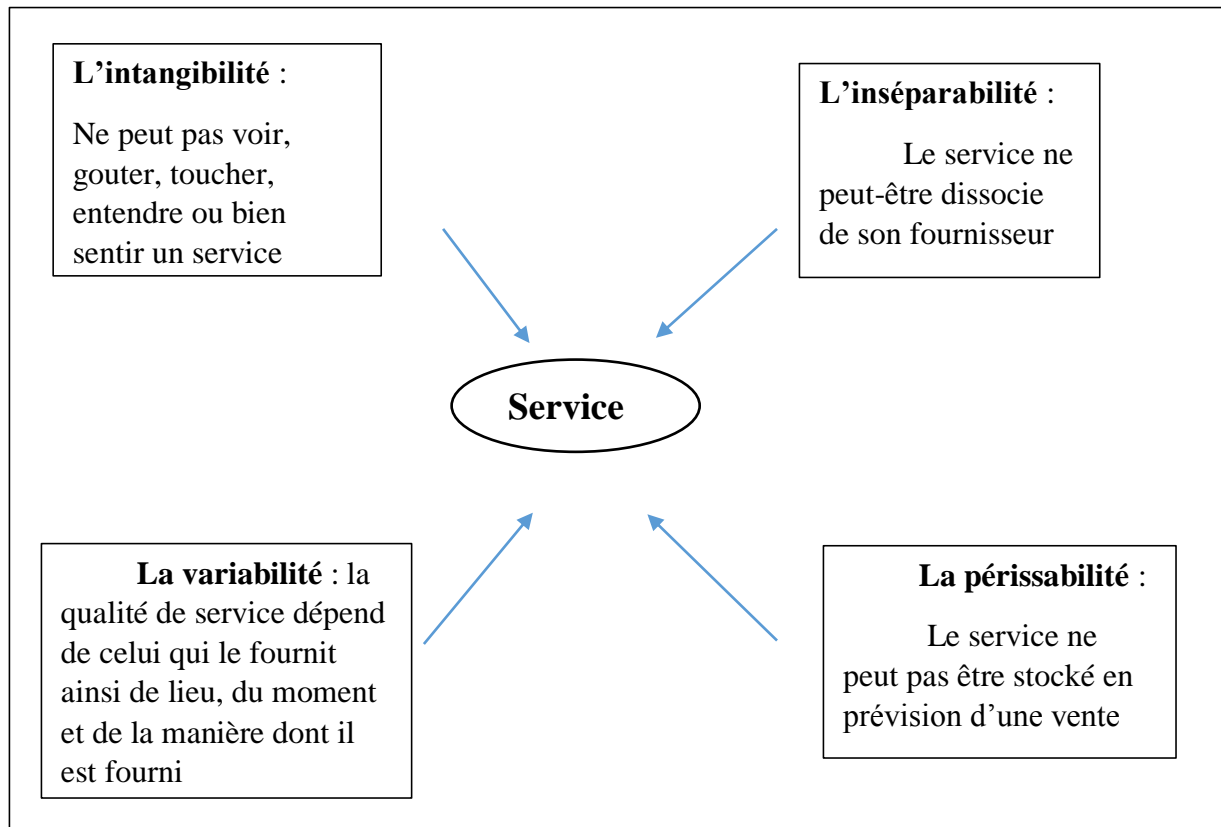 L’intangibilité :
Ne peut pas voir,
gouter, toucher,
entendre ou bien
sentir un service
L’inséparabilité :
Le service ne
peut-être dissocie
de son fournisseur
Service
La variabilité : la
qualité de service dépend
de celui qui le fournit
ainsi de lieu, du moment
et de la manière dont il
est fourni
La périssabilité :
Le service ne
peut pas être stocké en
prévision d’une vente